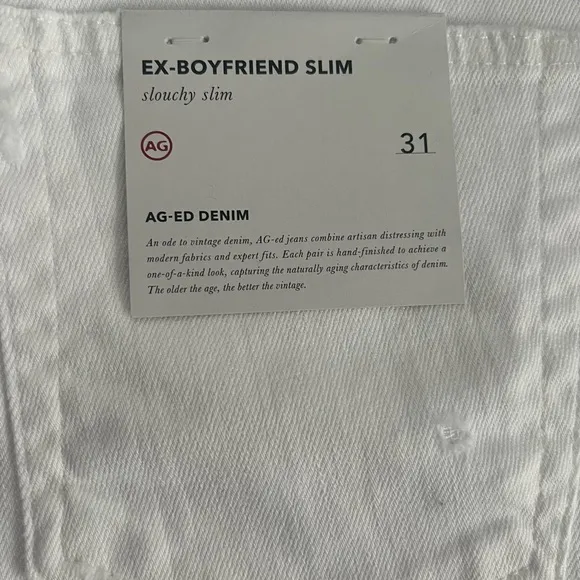 EX-BOYFRIEND SLIM
slouchy slim
AG
31
AG-ED DENIM
An ode to vintage denim, AG-ed jeans combine artisan distressing with
modern fabrics and expert fits. Each pair is hand-finished to achieve a
one-of-a-kind look, capturing the naturally aging characteristics of denim.
The older the age, the better the vintage.